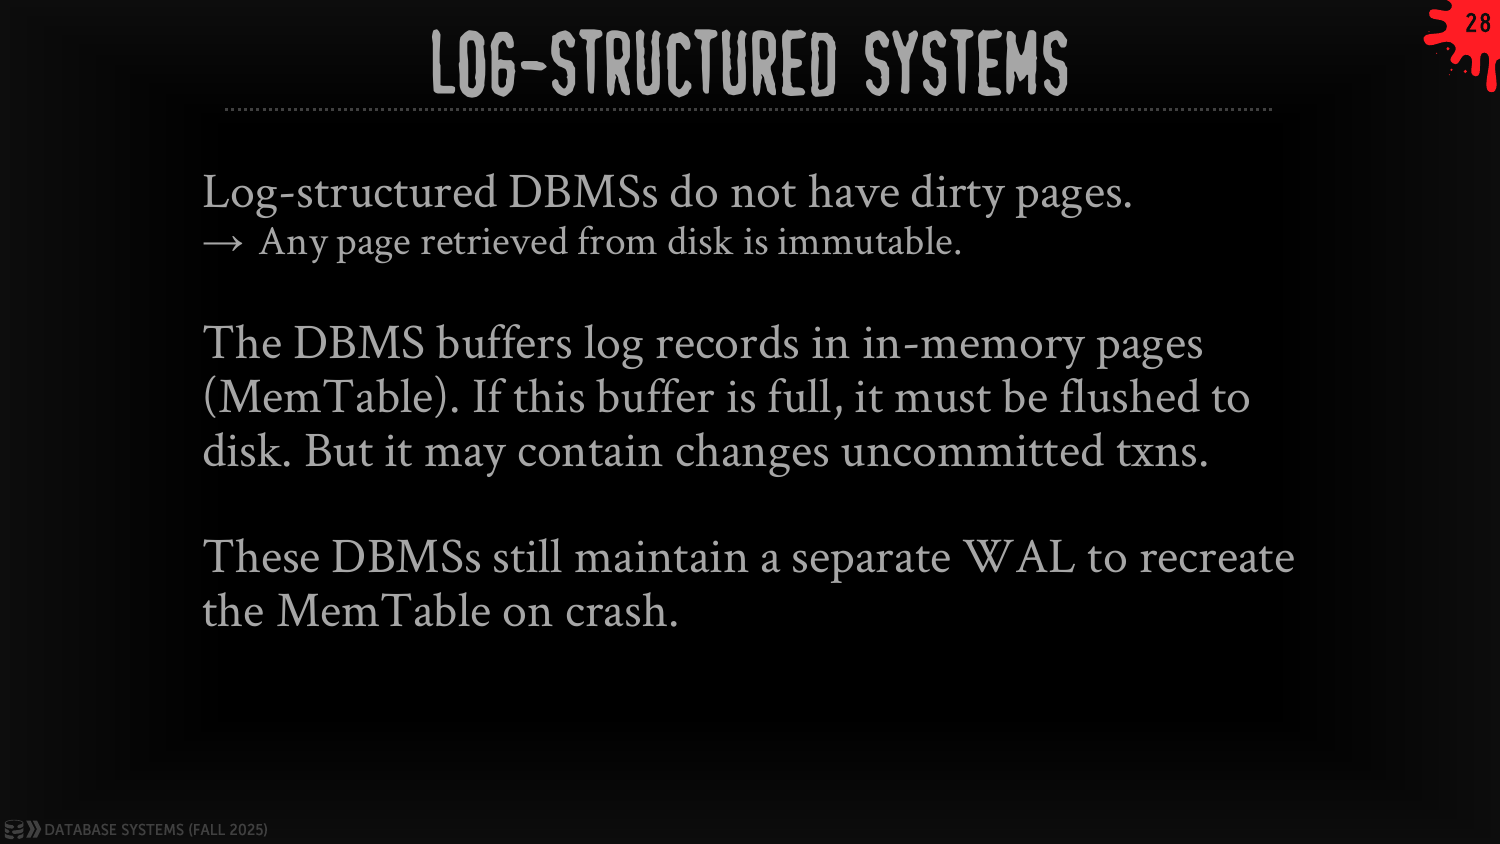 28
LOG-STRUCTURED SYSTEMS
Log-structured DBMSs do not have dirty pages.
→ Any page retrieved from disk is immutable.
The DBMS buffers log records in in-memory pages
(MemTable). If this buffer is full, it must be flushed to
disk. But it may contain changes uncommitted txns.
These DBMSs still maintain a separate WAL to recreate
the MemTable on crash.
DATABASE SYSTEMS (FALL 2025)